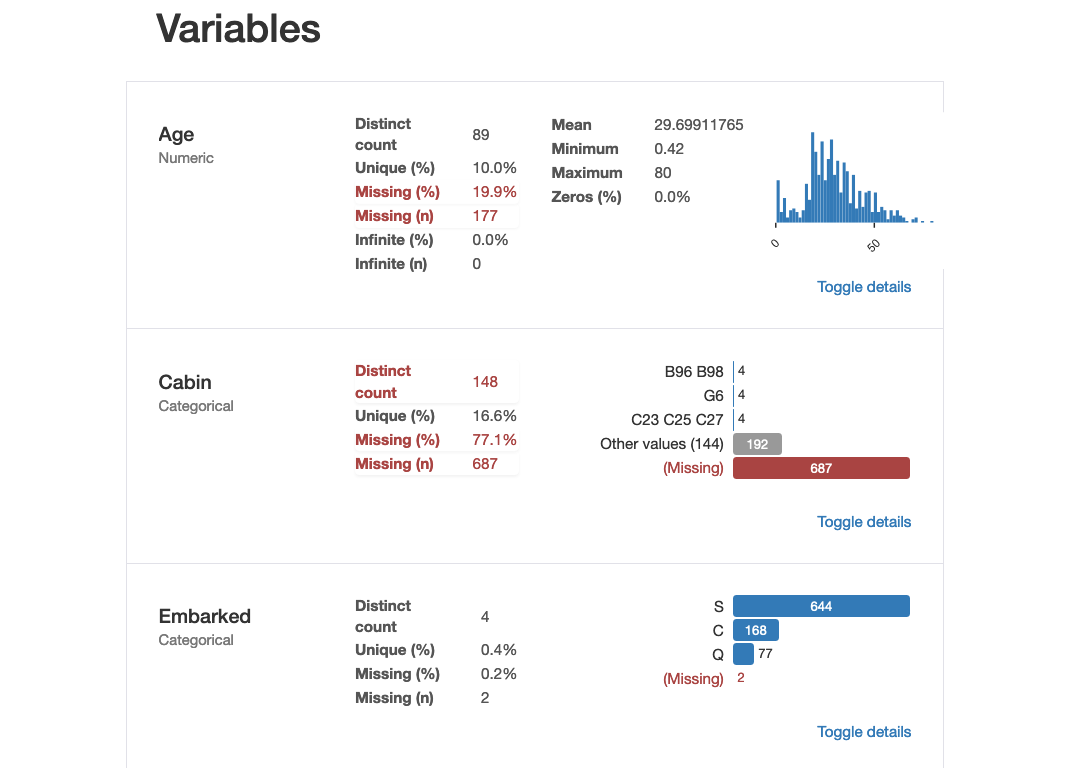 Variables
Age
Numeric
Distinct
count 89
Unique (%) 10.0%
Missing (%) 19.9%
Missing (n) 177
Infinite (%) 0.0%
Infinite (n) 0
Mean 29.69911765
Minimum 0.42
Maximum 80
Zeros (%) 0.0%
0 50
Toggle details
Cabin
Categorical
Distinct
count 148
Unique (%) 16.6%
Missing (%) 77.1%
Missing (n) 687
B96 B98 4
G6 4
C23 C25 C27 4
Other values (144) 192
(Missing) 687
Toggle details
Embarked
Categorical
Distinct
count 4
Unique (%) 0.4%
Missing (%) 0.2%
Missing (n) 2
S 644
C 168
Q 77
(Missing) 2
Toggle details